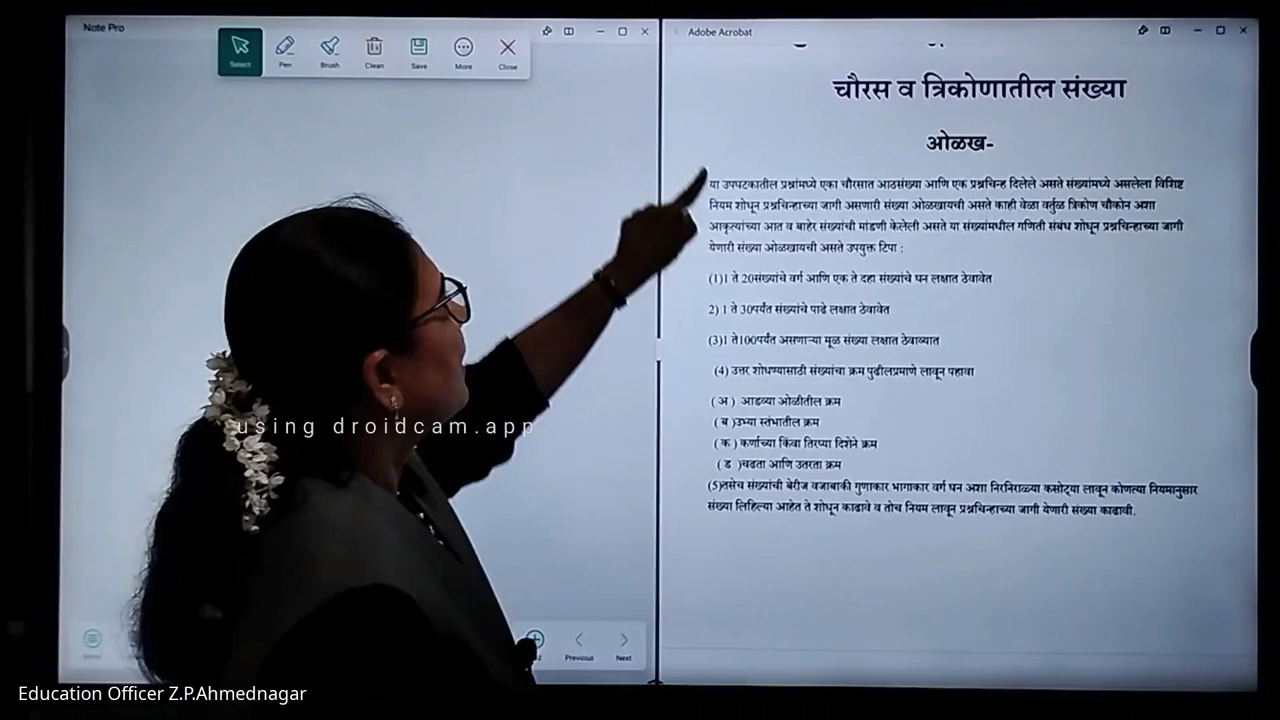 Note Pro
Select
Pen
Brush
Clean
Save
More
Close
Adobe Acrobat
चौरस व त्रिकोणातील संख्या
ओळख-
या उपघटकातील प्रश्नांमध्ये एका चौरसात आठसंख्या आणि एक प्रश्नचिन्ह दिलेले असते संख्यांमध्ये असलेला विशिष्ट
नियम शोधून प्रश्नचिन्हाच्या जागी असणारी संख्या ओळखायची असते काही वेळा वर्तुळ त्रिकोण चौकोन अशा
आकृत्यांच्या आत व बाहेर संख्यांची मांडणी केलेली असते या संख्यांमधील गणिती संबंध शोधून प्रश्नचिन्हाच्या जागी
येणारी संख्या ओळखायची असते उपयुक्त टिपा :
(1)1 ते 20संख्यांचे वर्ग आणि एक ते दहा संख्यांचे घन लक्षात ठेवावेत
2) 1 ते 30पर्यंत संख्यांचे पाढे लक्षात ठेवावेत
(3)1 ते100पर्यंत असणाऱ्या मूळ संख्या लक्षात ठेवाव्यात
(4) उत्तर शोधण्यासाठी संख्यांचा क्रम पुढीलप्रमाणे लावून पहावा
( अ ) आडव्या ओळीतील क्रम
( ब )उभ्या स्तंभातील क्रम
( क ) कर्णाच्या किंवा तिरप्या दिशेने क्रम
( ड )चढता आणि उतरता क्रम
(5)तसेच संख्यांची बेरीज वजाबाकी गुणाकार भागाकार वर्ग घन अशा निरनिराळ्या कसोट्या लावून कोणत्या नियमानुसार
संख्या लिहिल्या आहेत ते शोधून काढावे व तोच नियम लावून प्रश्नचिन्हाच्या जागी येणारी संख्या काढावी.
using droidcam.app
Menu
Previous
Next
Education Officer Z.P.Ahmednagar